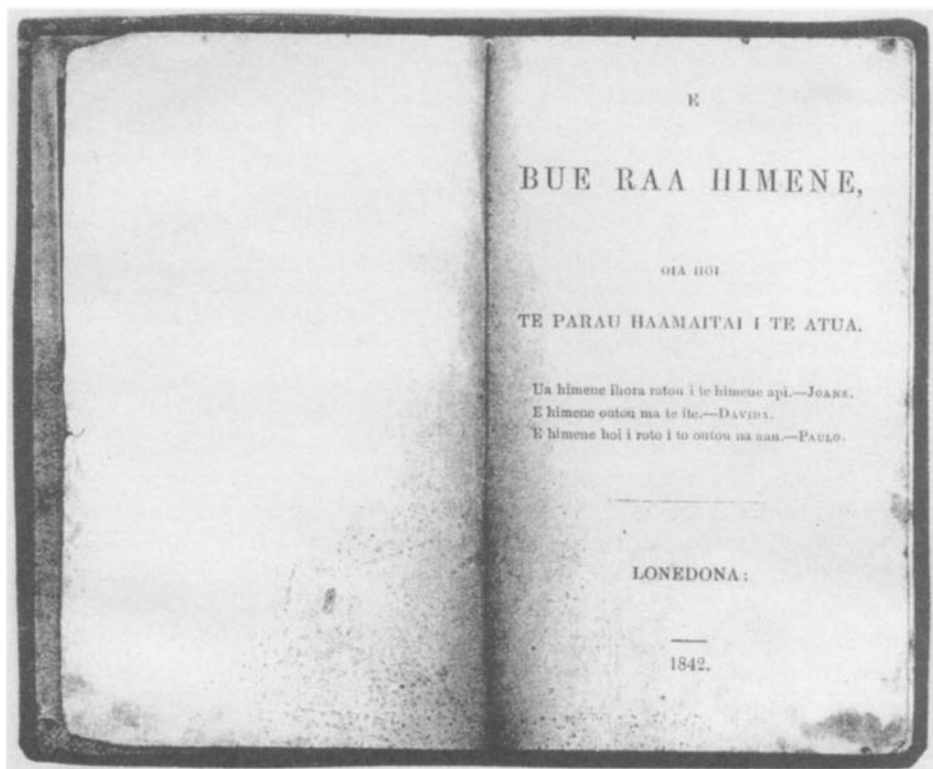 E
BUE RAA HIMENE,
OIA HOI
TE PARAU HAAMAITAI I TE ATUA.
Ua himene ihora ratou i te himene api.—JOANE.
E himene outou ma te ite.—DAVIDA.
E himene hoi i roto i to outou na aau.—PAULO.
LONEDONA:
1842.